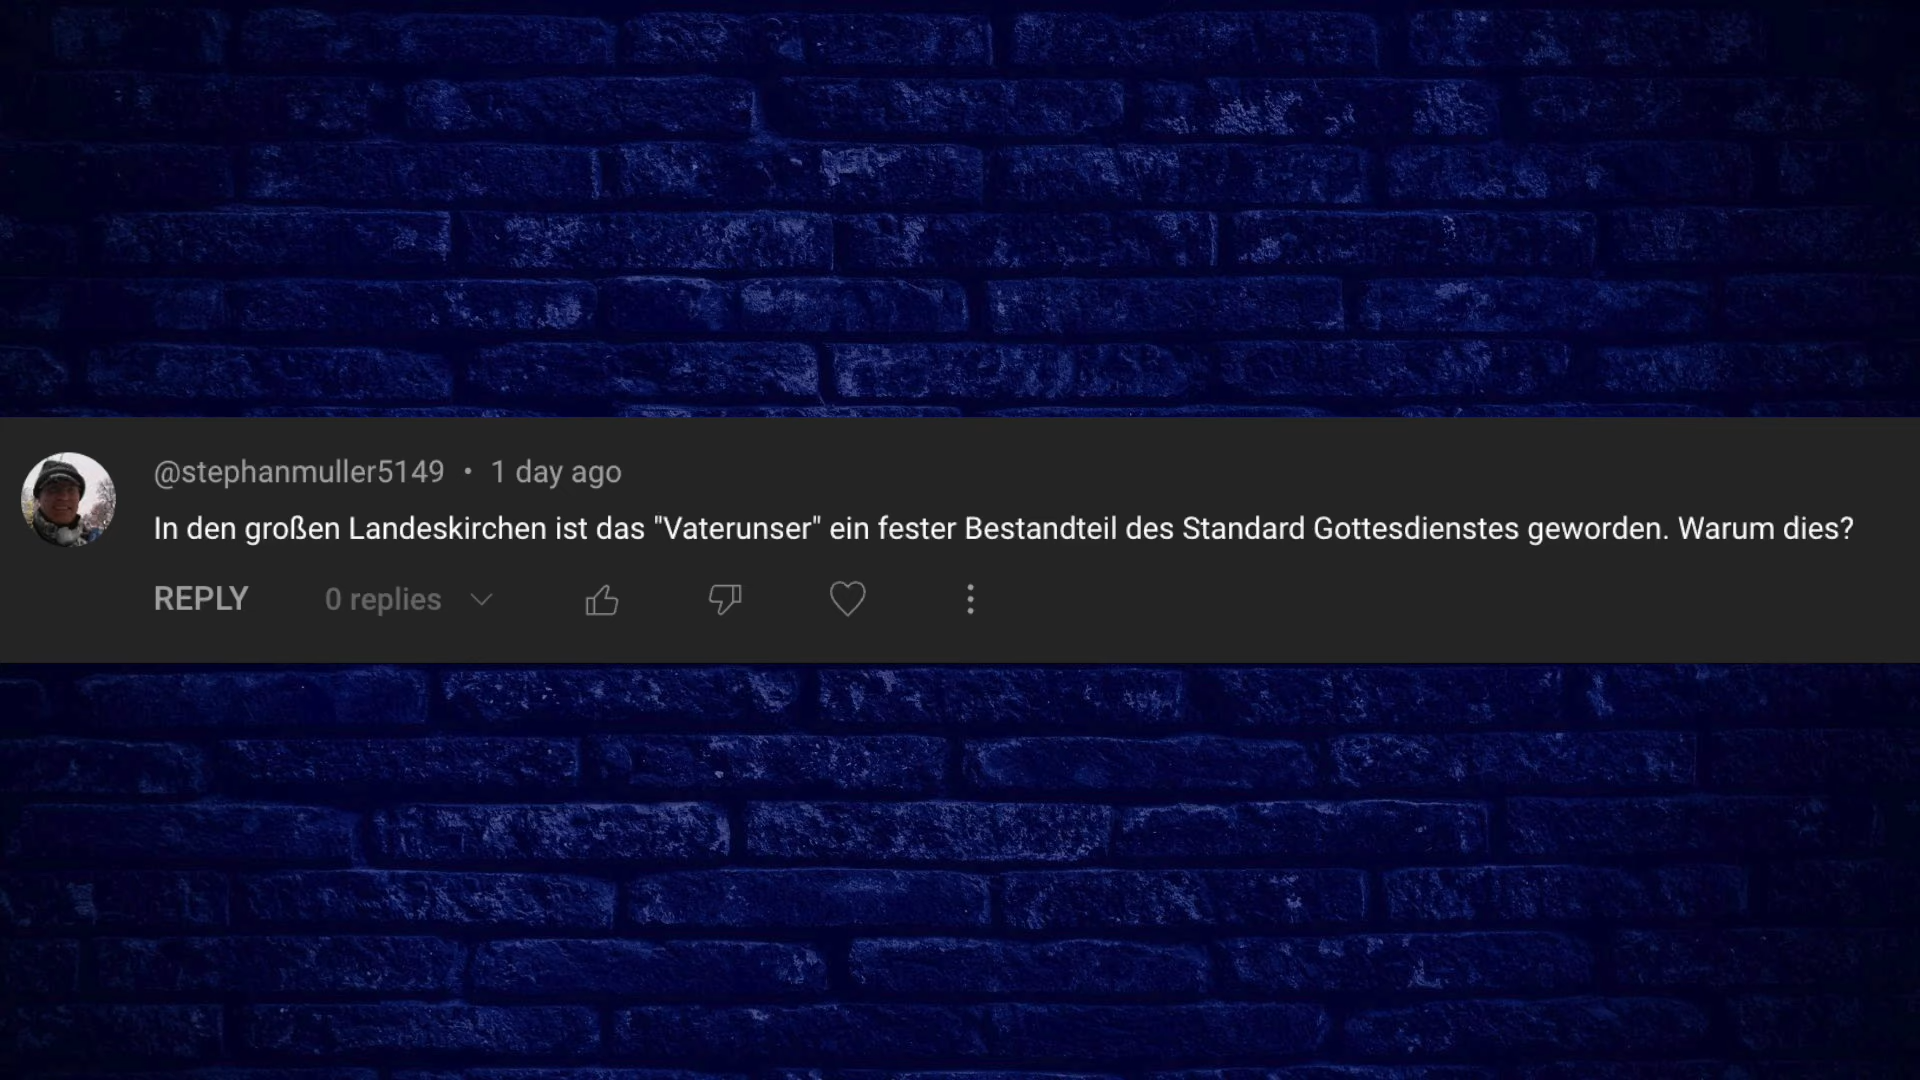 @stephanmuller5149 • 1 day ago
In den großen Landeskirchen ist das "Vaterunser" ein fester Bestandteil des Standard Gottesdienstes geworden. Warum dies?
REPLY 0 replies